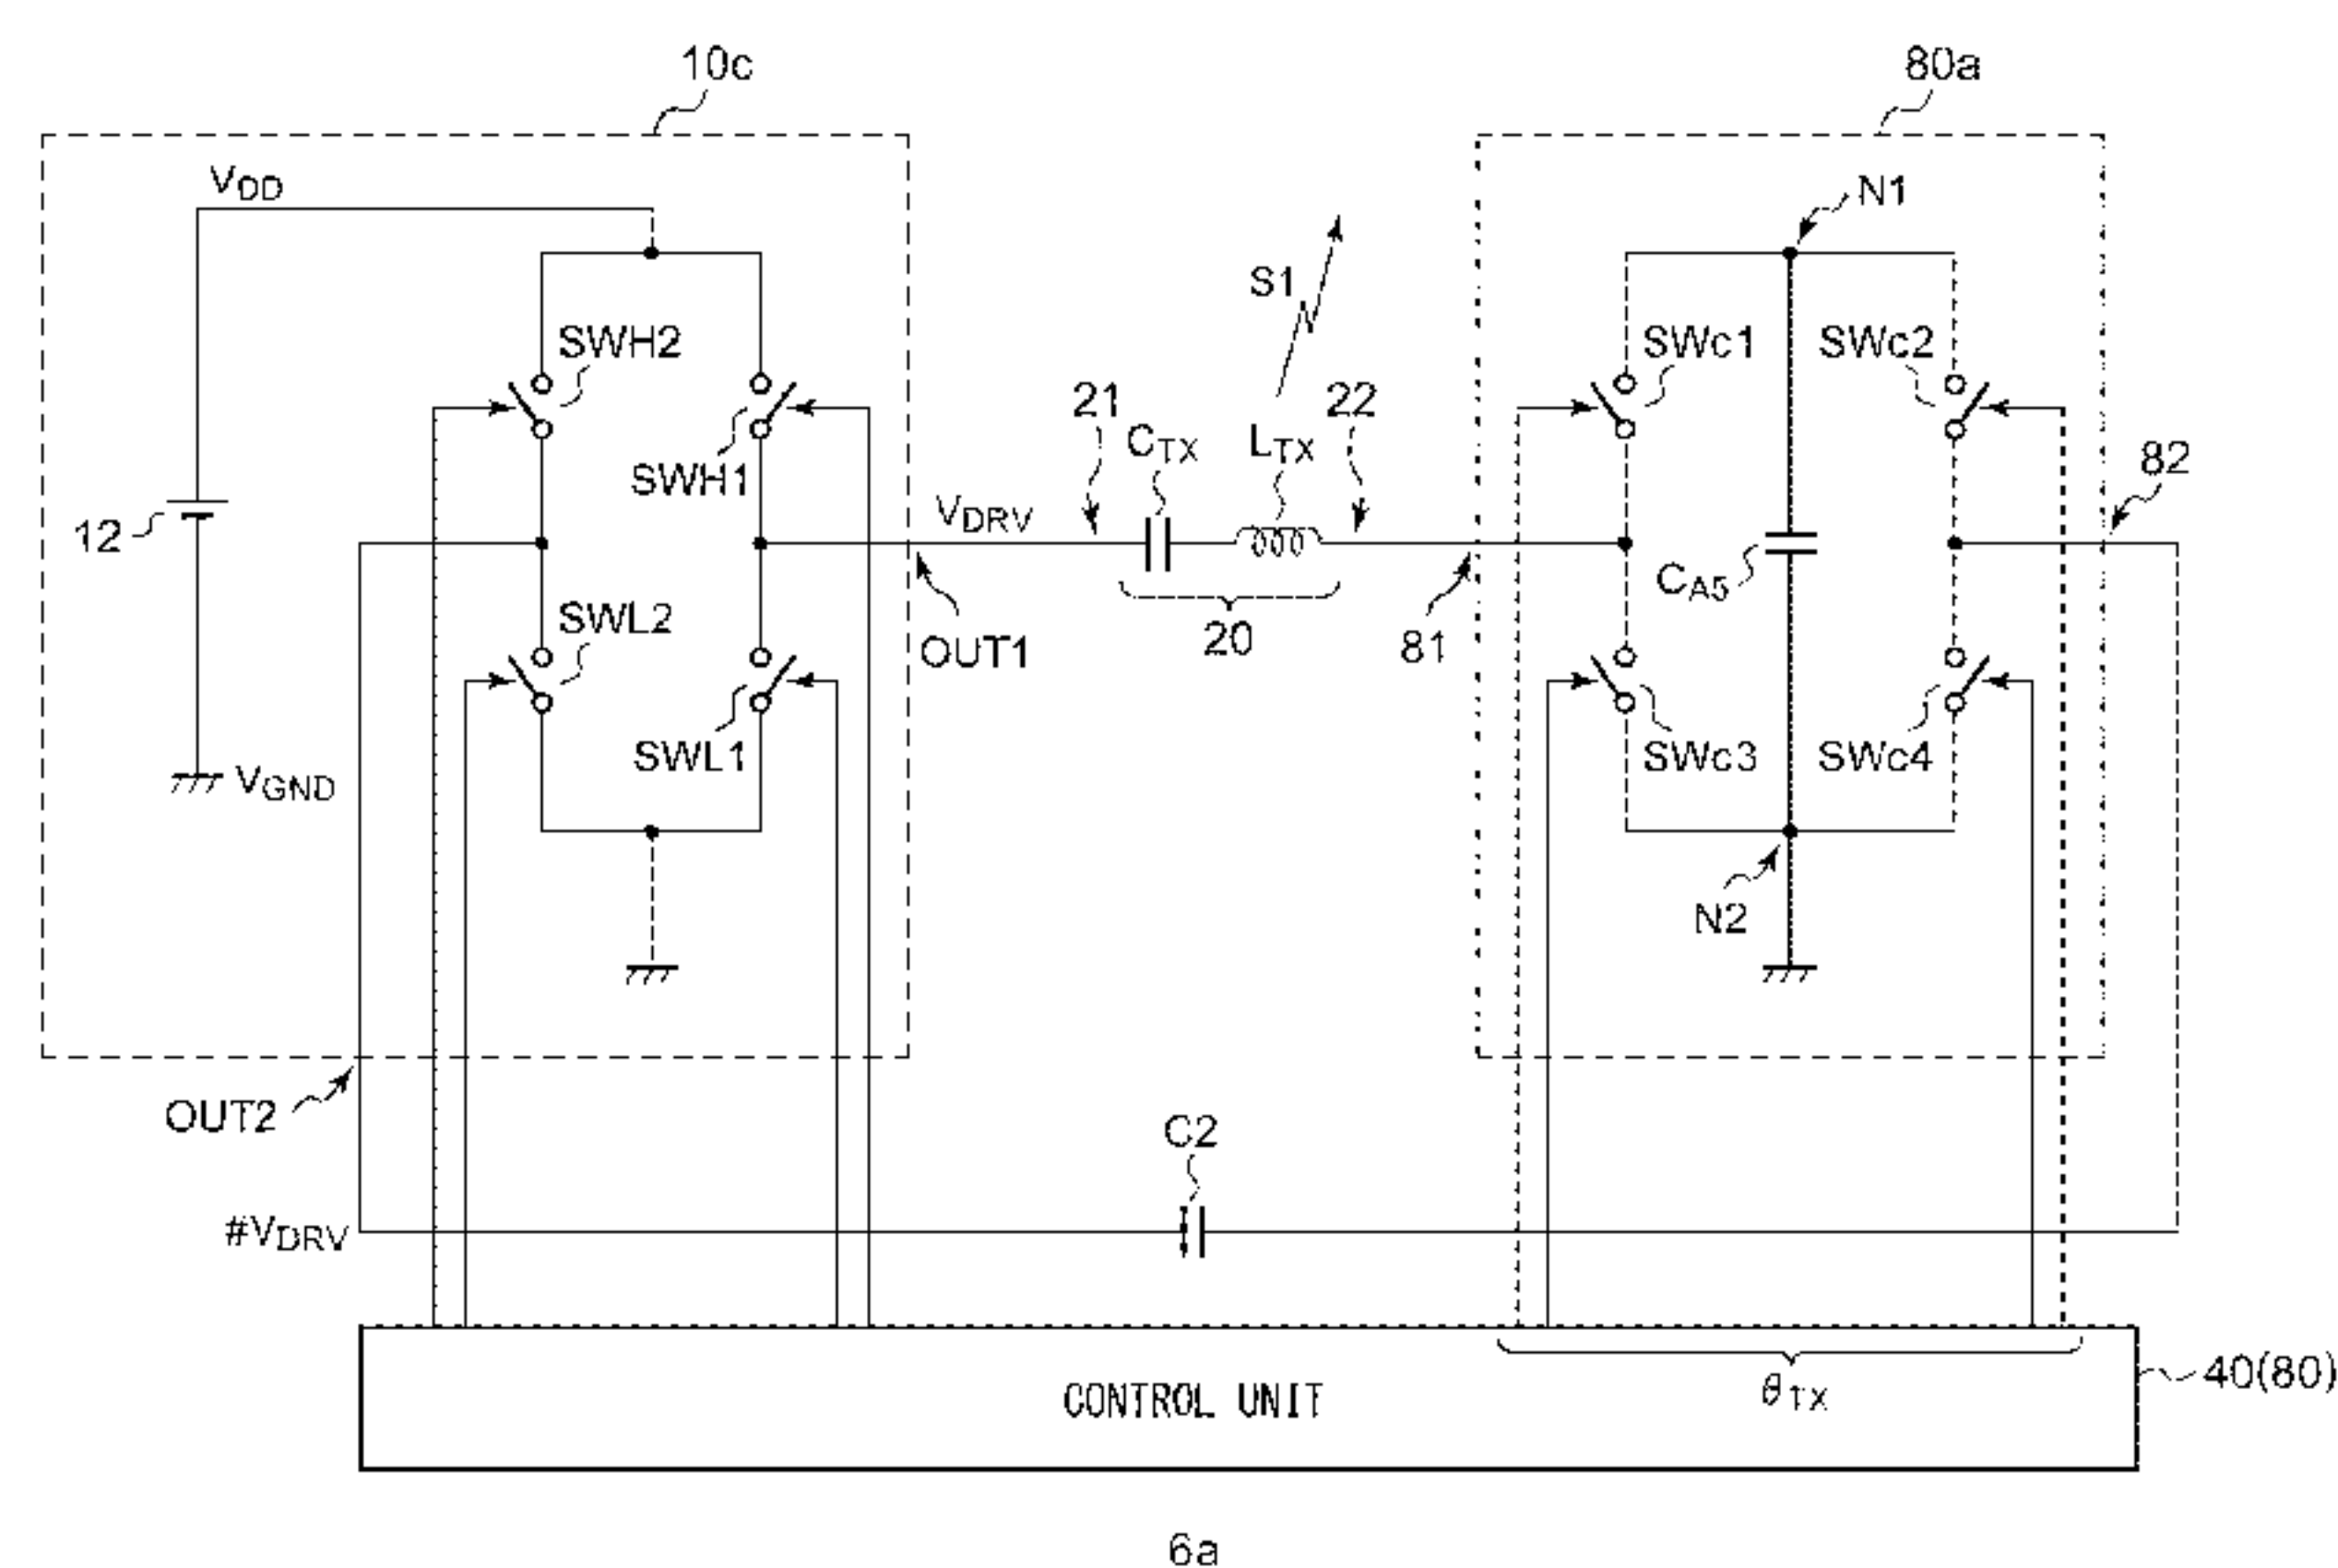 10c
80a
VDD
N1
S1
SWH2
SWc1
SWc2
21
CTX
LTX
22
82
SWH1
VDRV
12
CA5
SWL2
OUT1
20
81
SWL1
SWc3
SWc4
VGND
N2
OUT2
C2
#VDRV
CONTROL UNIT
θTX
40(80)
6a